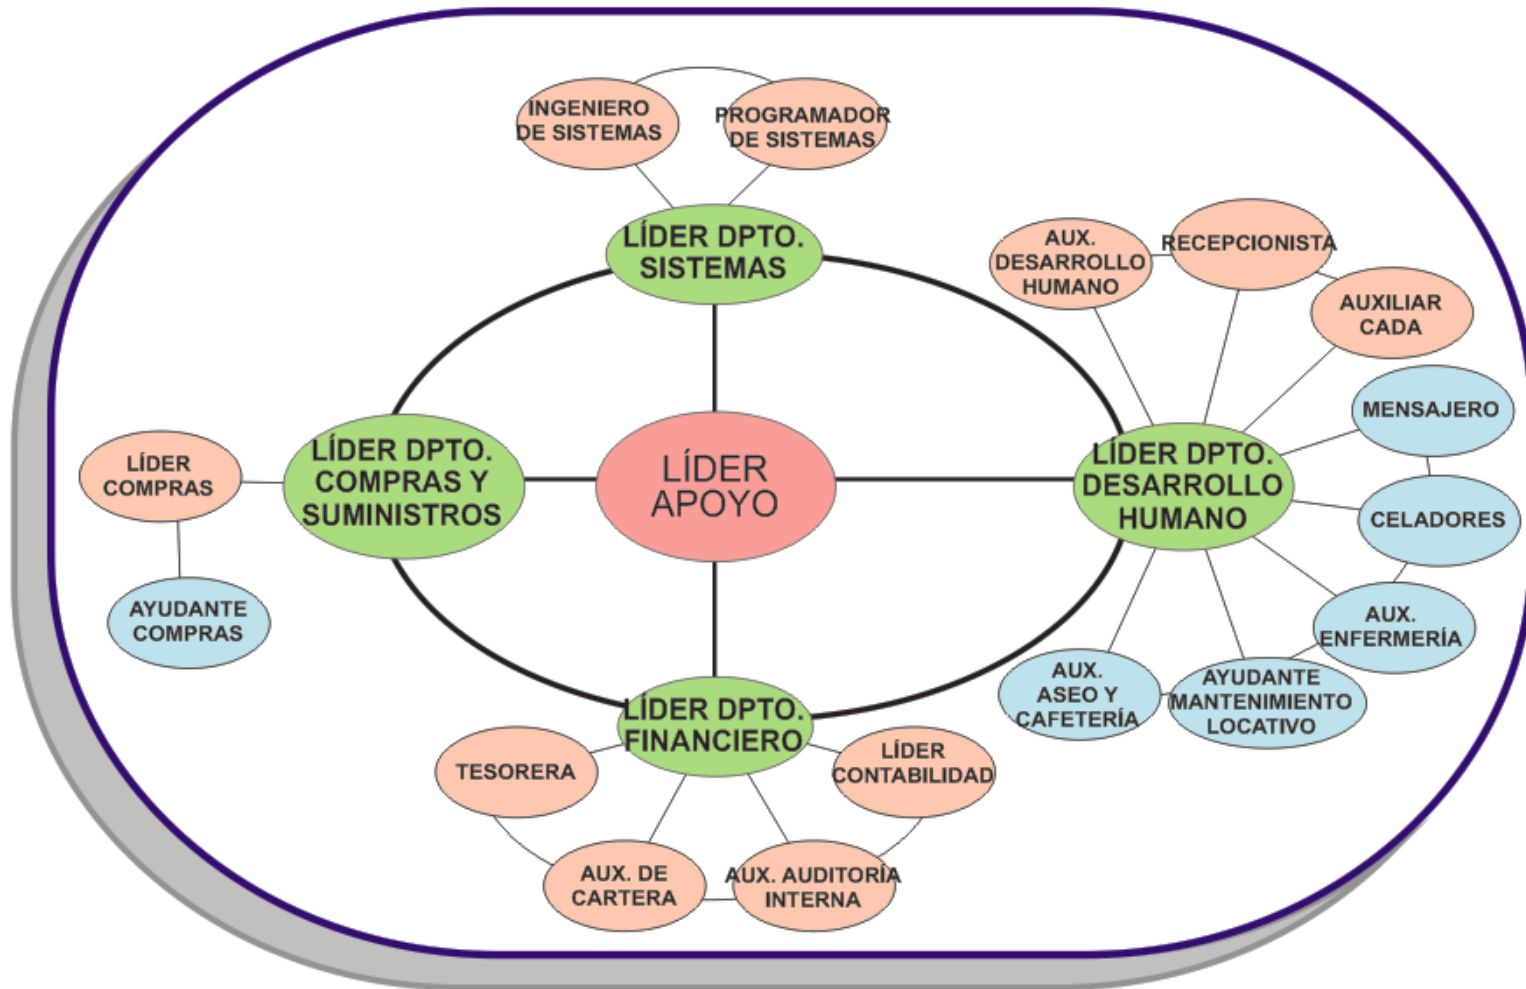 INGENIERO
DE SISTEMAS
PROGRAMADOR
DE SISTEMAS
LÍDER DPTO.
SISTEMAS
AUX.
DESARROLLO
HUMANO
RECEPCIONISTA
AUXILIAR
CADA
MENSAJERO
LÍDER
COMPRAS
LÍDER DPTO.
COMPRAS Y
SUMINISTROS
LÍDER
APOYO
LÍDER DPTO.
DESARROLLO
HUMANO
CELADORES
AYUDANTE
COMPRAS
AUX.
ENFERMERÍA
AUX.
ASEO Y
CAFETERÍA
AYUDANTE
MANTENIMIENTO
LOCATIVO
LÍDER DPTO.
FINANCIERO
TESORERA
LÍDER
CONTABILIDAD
AUX. DE
CARTERA
AUX. AUDITORÍA
INTERNA